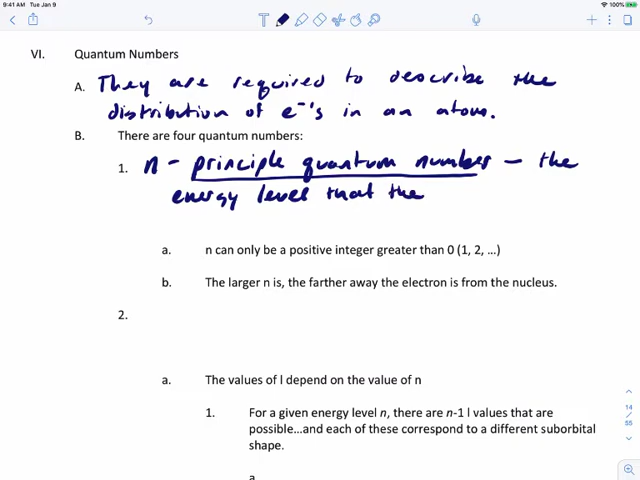 9:41 AM Tue Jan 9
100%
VI. Quantum Numbers
A. They are required to describe the
distribution of e⁻'s in an atom.
B. There are four quantum numbers:
1. n - principle quantum number - the
energy level that the
a. n can only be a positive integer greater than 0 (1, 2, …)
b. The larger n is, the farther away the electron is from the nucleus.
2.
a. The values of l depend on the value of n
1. For a given energy level n, there are n-1 l values that are
possible…and each of these correspond to a different suborbital
shape.
a
14
/
55